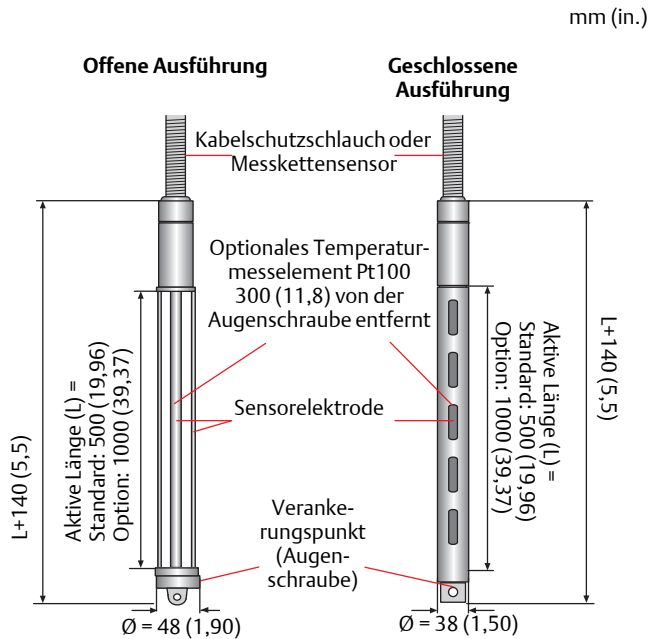 mm (in.)
Offene Ausführung
Geschlossene
Ausführung
Kabelschutzschlauch oder
Messkettensensor
Optionales Temperatur-
messelement Pt100
300 (11,8) von der
Augenschraube entfernt
Sensorelektrode
Veranke-
rungspunkt
(Augen-
schraube)
L+140 (5,5)
Aktive Länge (L) =
Standard: 500 (19,96)
Option: 1000 (39,37)
Aktive Länge (L) =
Standard: 500 (19,96)
Option: 1000 (39,37)
L+140 (5,5)
Ø = 48 (1,90)
Ø = 38 (1,50)